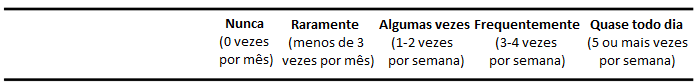 Nunca Raramente Algumas vezes Frequentemente Quase todo dia
(0 vezes (menos de 3 (1-2 vezes (3-4 vezes (5 ou mais vezes
por mês) vezes por mês) por semana) por semana) por semana)